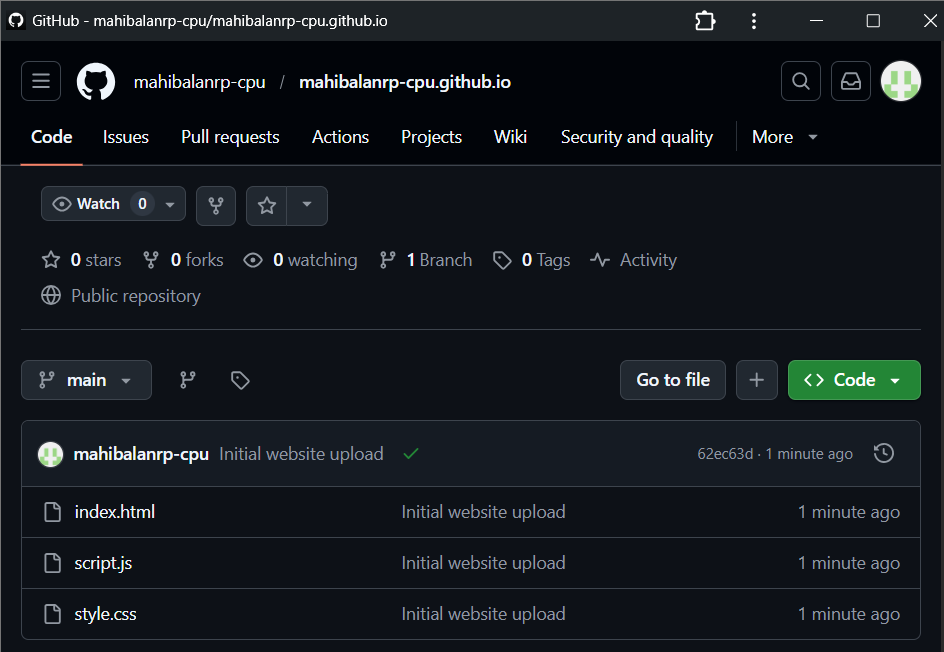 GitHub - mahibalanrp-cpu/mahibalanrp-cpu.github.io
mahibalanrp-cpu / mahibalanrp-cpu.github.io
Code Issues Pull requests Actions Projects Wiki Security and quality More
Watch 0
0 stars 0 forks 0 watching 1 Branch 0 Tags Activity
Public repository
main Go to file Code
mahibalanrp-cpu Initial website upload 62ec63d · 1 minute ago
index.html Initial website upload 1 minute ago
script.js Initial website upload 1 minute ago
style.css Initial website upload 1 minute ago